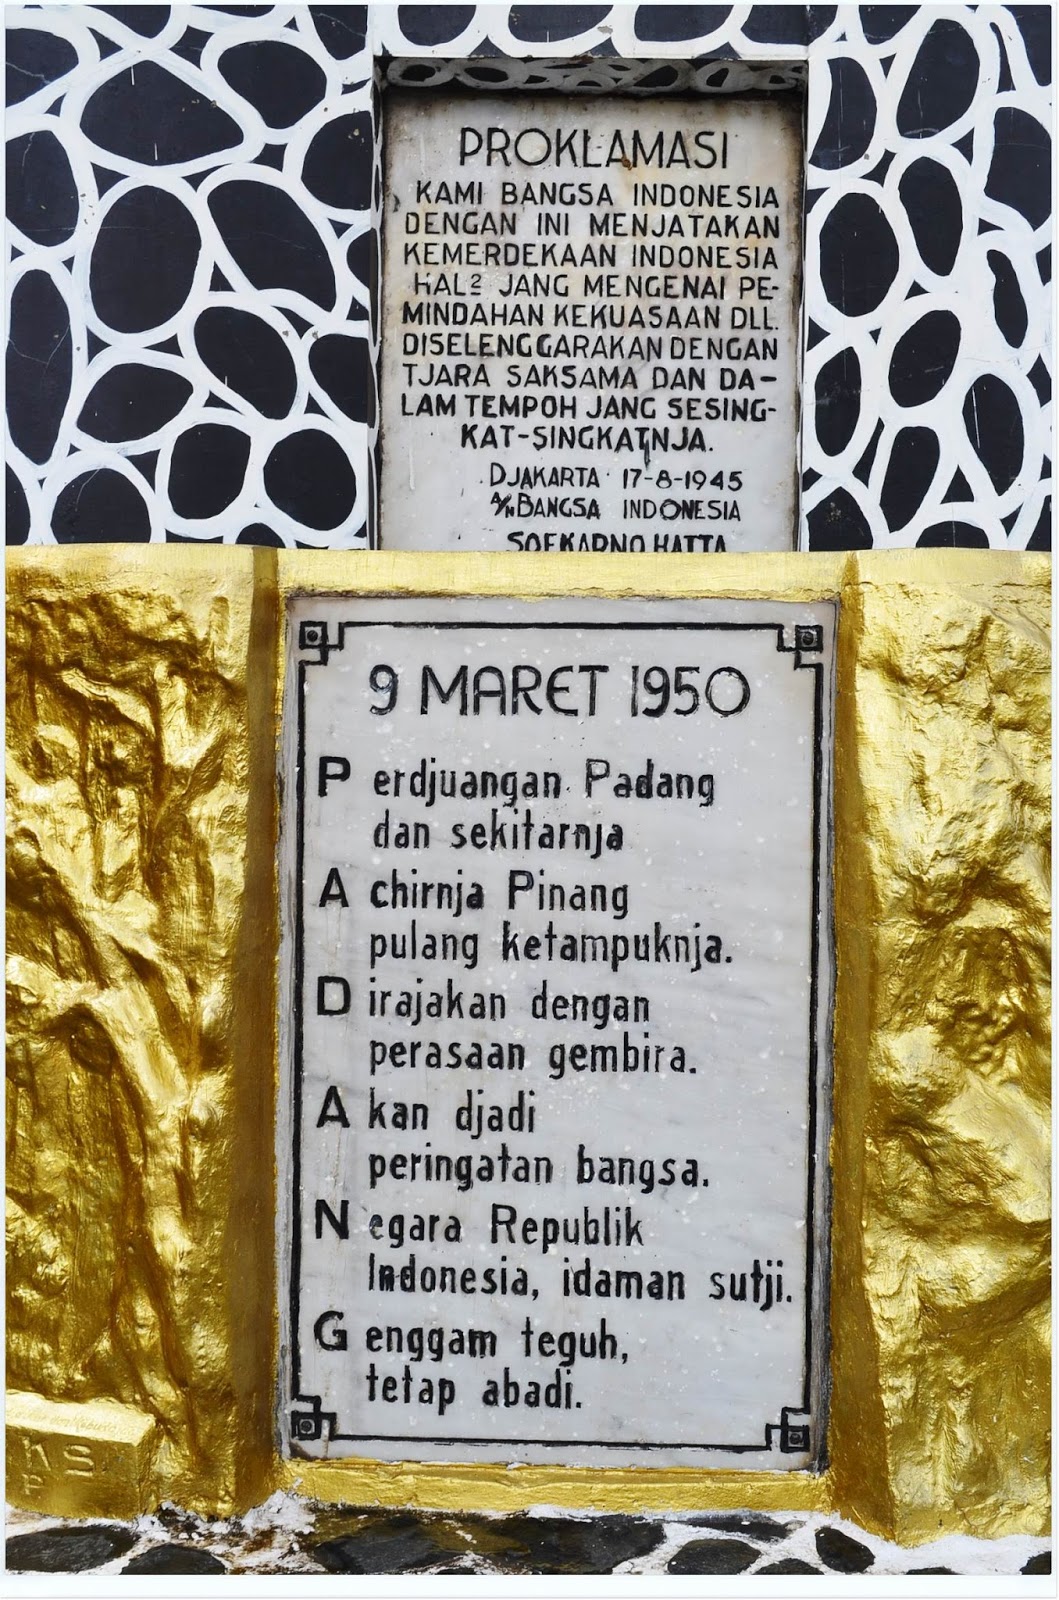 PROKLAMASI
KAMI BANGSA INDONESIA
DENGAN INI MENJATAKAN
KEMERDEKAAN INDONESIA
HAL2 JANG MENGENAI PE-
MINDAHAN KEKUASAAN DLL.
DISELENGGARAKAN DENGAN
TJARA SAKSAMA DAN DA-
LAM TEMPOH JANG SESING-
KAT-SINGKATNJA.
DJAKARTA 17-8-1945
A/N BANGSA INDONESIA
SOEKARNO HATTA
9 MARET 1950
Perdjuangan Padang
dan sekitarnja
Achirnja Pinang
pulang ketampuknja.
Dirajakan dengan
perasaan gembira.
Akan djadi
peringatan bangsa.
Negara Republik
Indonesia, idaman sutji.
Genggam teguh,
tetap abadi.